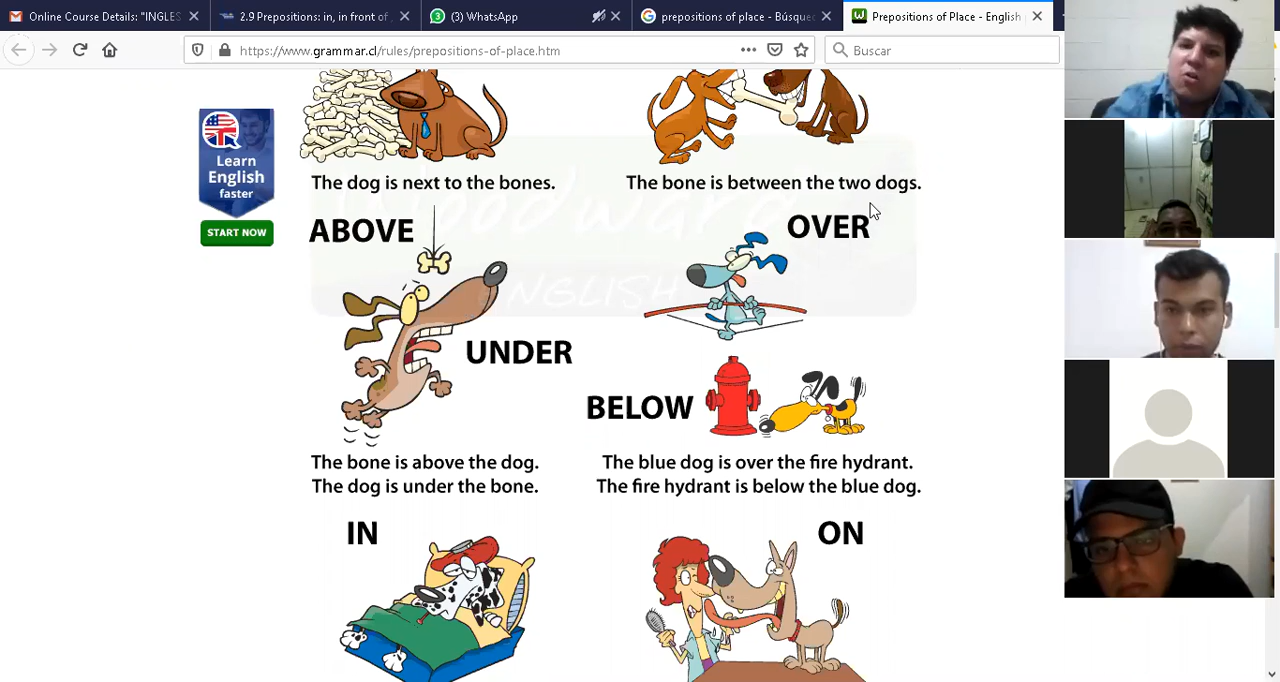 Online Course Details: "INGLES
2.9 Prepositions: in, in front of,
(3) WhatsApp
prepositions of place - Búsque
Prepositions of Place - English
https://www.grammar.cl/rules/prepositions-of-place.htm
Buscar
Learn
English
faster
START NOW
The dog is next to the bones.
The bone is between the two dogs.
Woodward
ENGLISH
ABOVE
OVER
UNDER
BELOW
The bone is above the dog.
The dog is under the bone.
The blue dog is over the fire hydrant.
The fire hydrant is below the blue dog.
IN
ON